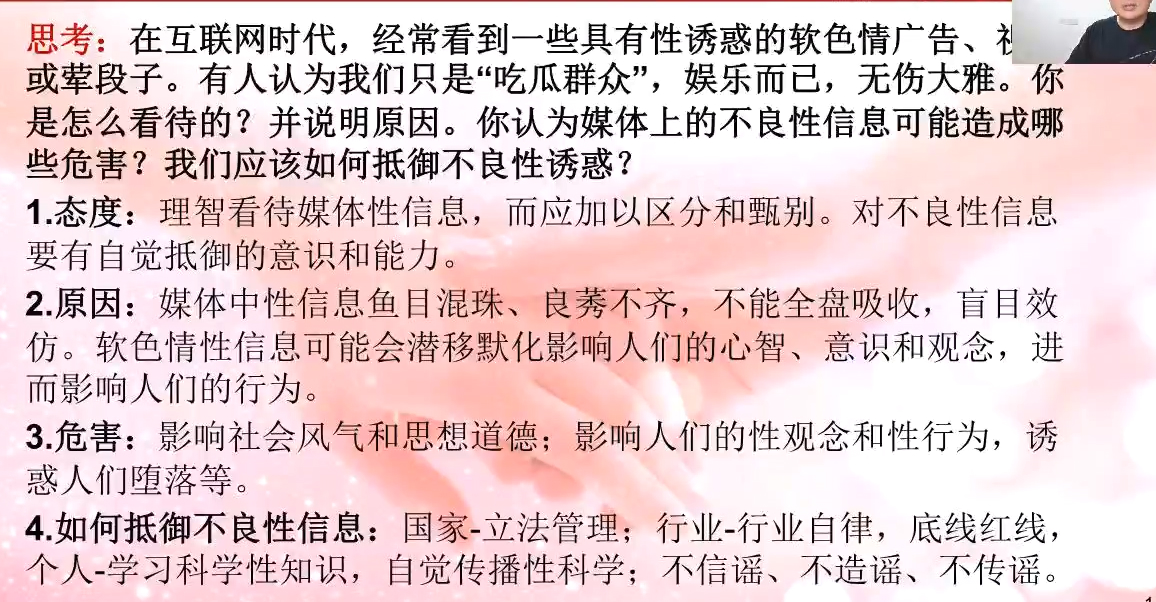 思考：在互联网时代，经常看到一些具有性诱惑的软色情广告、
或荤段子。有人认为我们只是“吃瓜群众”，娱乐而已，无伤大雅。你
是怎么看待的？并说明原因。你认为媒体上的不良性信息可能造成哪
些危害？我们应该如何抵御不良性诱惑？
1.态度：理智看待媒体性信息，而应加以区分和甄别。对不良性信息
要有自觉抵御的意识和能力。
2.原因：媒体中性信息鱼目混珠、良莠不齐，不能全盘吸收，盲目效
仿。软色情性信息可能会潜移默化影响人们的心智、意识和观念，进
而影响人们的行为。
3.危害：影响社会风气和思想道德；影响人们的性观念和性行为，诱
惑人们堕落等。
4.如何抵御不良性信息：国家-立法管理；行业-行业自律，底线红线，
个人-学习科学性知识，自觉传播性科学；不信谣、不造谣、不传谣。